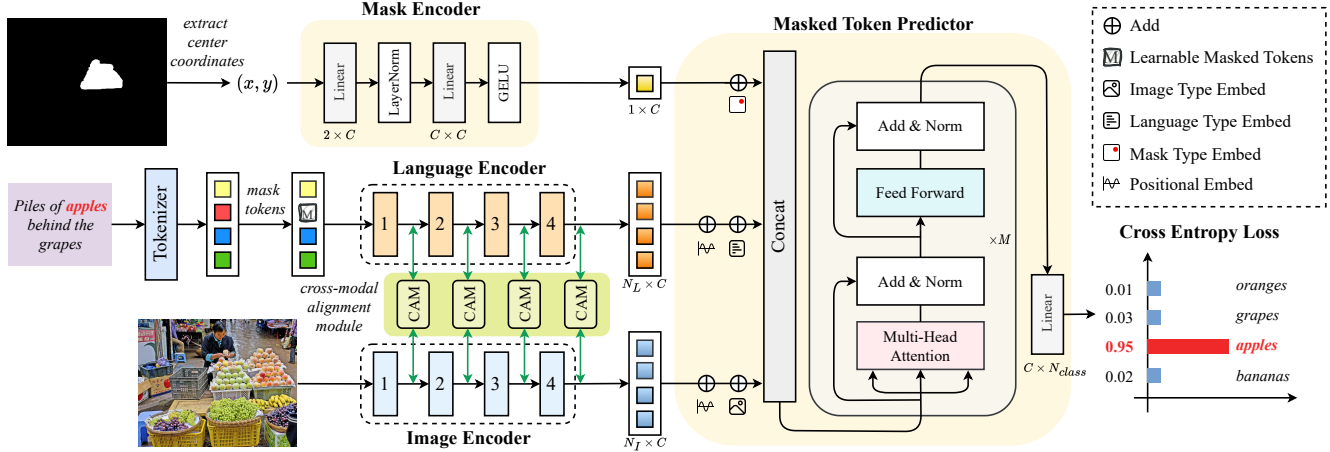 Mask Encoder
Masked Token Predictor
extract
center
coordinates
(x, y)
Linear
LayerNorm
Linear
GELU
2 × C
C × C
1 × C
Language Encoder
Piles of apples
behind the
grapes
Tokenizer
mask
tokens
M
1
2
3
4
N_L × C
cross-modal
alignment
module
CAM
CAM
CAM
CAM
1
2
3
4
Image Encoder
N_I × C
Concat
Add & Norm
Feed Forward
× M
Add & Norm
Multi-Head
Attention
Linear
C × N_class
Add
M Learnable Masked Tokens
Image Type Embed
Language Type Embed
Mask Type Embed
Positional Embed
Cross Entropy Loss
0.01 oranges
0.03 grapes
0.95 apples
0.02 bananas